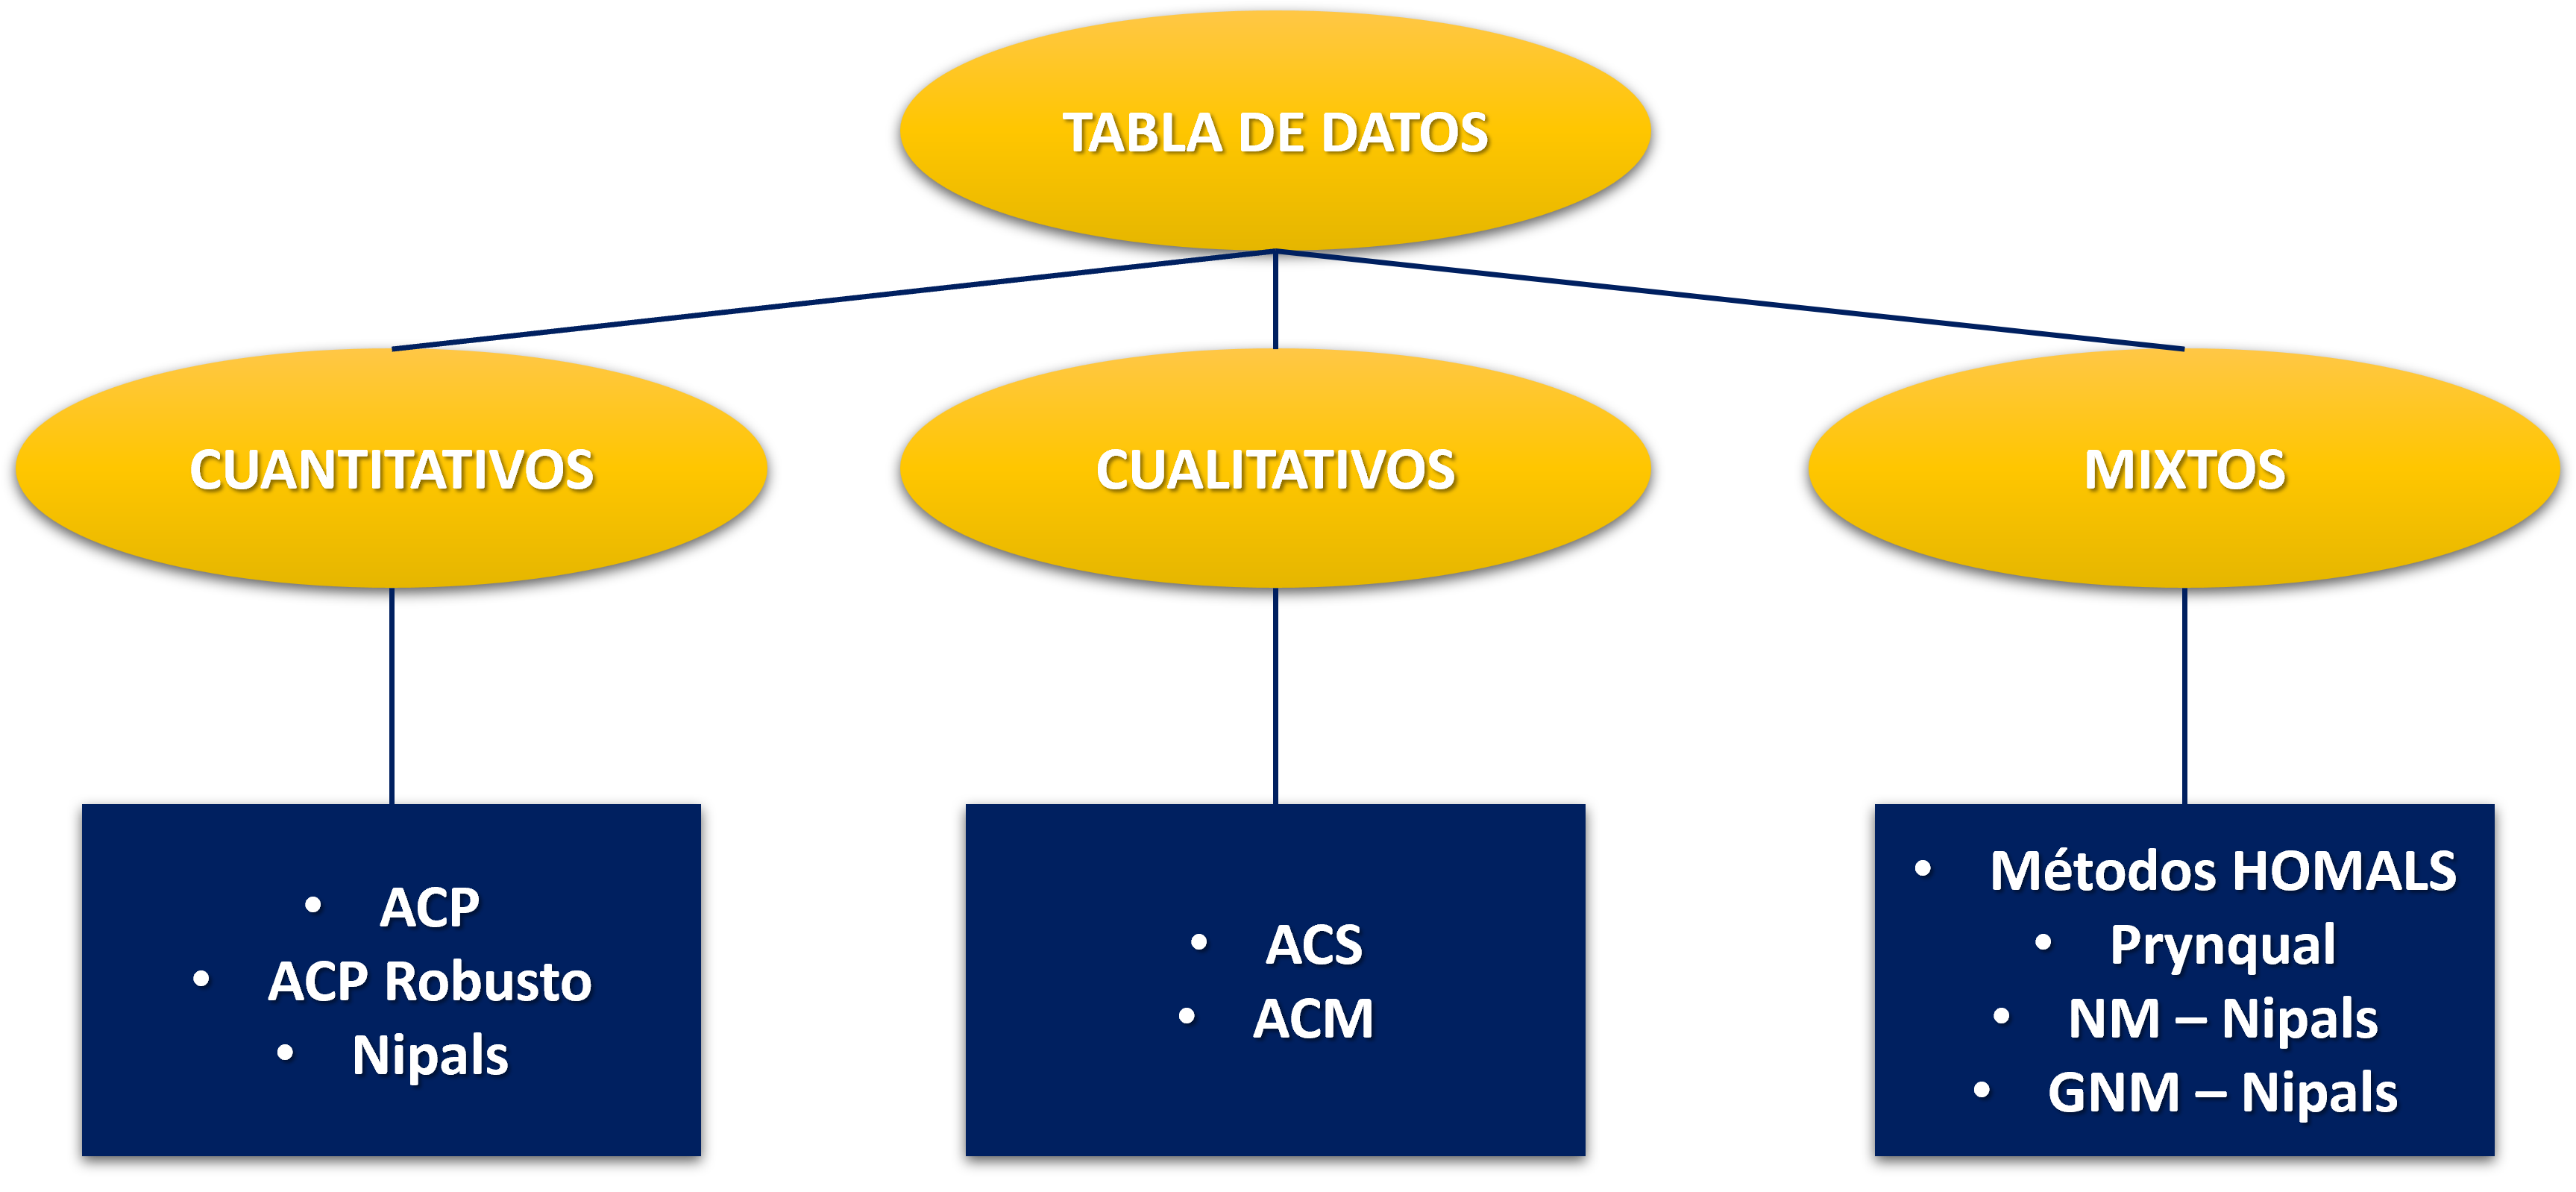 TABLA DE DATOS
CUANTITATIVOS
CUALITATIVOS
MIXTOS
• ACP
• ACP Robusto
• Nipals
• ACS
• ACM
• Métodos HOMALS
• Prynqual
• NM – Nipals
• GNM – Nipals